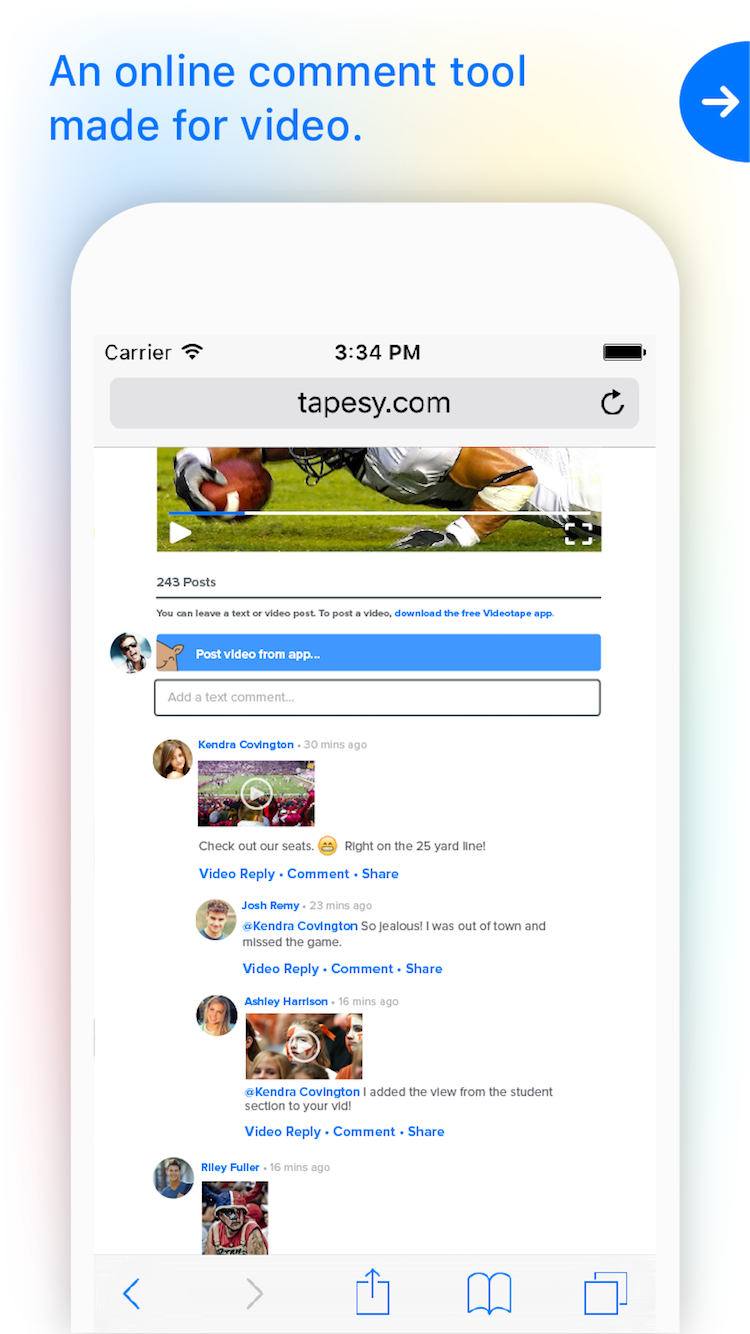 An online comment tool
made for video.
Carrier 3:34 PM
tapesy.com
243 Posts
You can leave a text or video post. To post a video, download the free Videotape app.
Post video from app...
Add a text comment...
Kendra Covington • 30 mins ago
Check out our seats. 😁 Right on the 25 yard line!
Video Reply • Comment • Share
Josh Remy • 23 mins ago
@Kendra Covington So jealous! I was out of town and
missed the game.
Video Reply • Comment • Share
Ashley Harrison • 16 mins ago
@Kendra Covington I added the view from the student
section to your vid!
Video Reply • Comment • Share
Riley Fuller • 16 mins ago